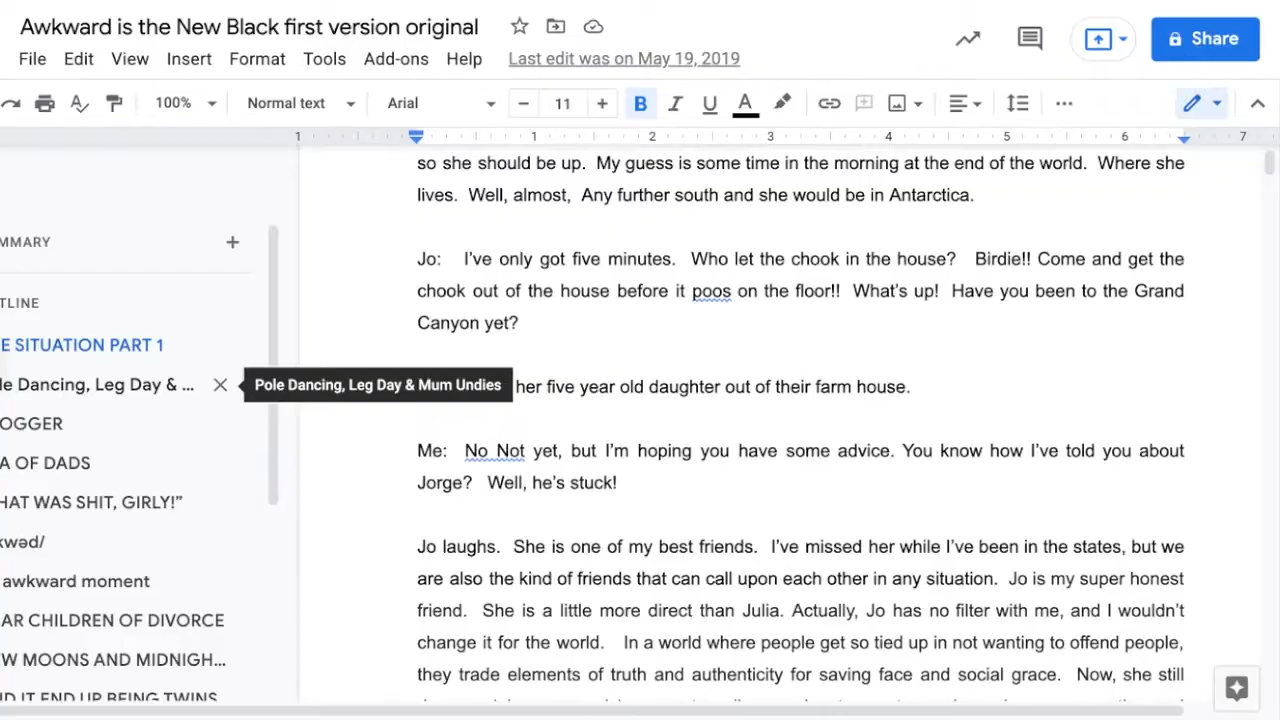 Awkward is the New Black first version original
File Edit View Insert Format Tools Add-ons Help Last edit was on May 19, 2019
Share
100% Normal text Arial 11 B I U A
1 1 2 3 4 5 6 7
so she should be up. My guess is some time in the morning at the end of the world. Where she
lives. Well, almost, Any further south and she would be in Antarctica.
MMARY
TLINE
E SITUATION PART 1
le Dancing, Leg Day & ...
Pole Dancing, Leg Day & Mum Undies
OGGER
A OF DADS
HAT WAS SHIT, GIRLY!”
kwəd/
awkward moment
AR CHILDREN OF DIVORCE
W MOONS AND MIDNIGH...
D IT END UP BEING TWINS
Jo: I’ve only got five minutes. Who let the chook in the house? Birdie!! Come and get the
chook out of the house before it poos on the floor!! What’s up! Have you been to the Grand
Canyon yet?
her five year old daughter out of their farm house.
Me: No Not yet, but I’m hoping you have some advice. You know how I’ve told you about
Jorge? Well, he’s stuck!
Jo laughs. She is one of my best friends. I’ve missed her while I’ve been in the states, but we
are also the kind of friends that can call upon each other in any situation. Jo is my super honest
friend. She is a little more direct than Julia. Actually, Jo has no filter with me, and I wouldn’t
change it for the world. In a world where people get so tied up in not wanting to offend people,
they trade elements of truth and authenticity for saving face and social grace. Now, she still